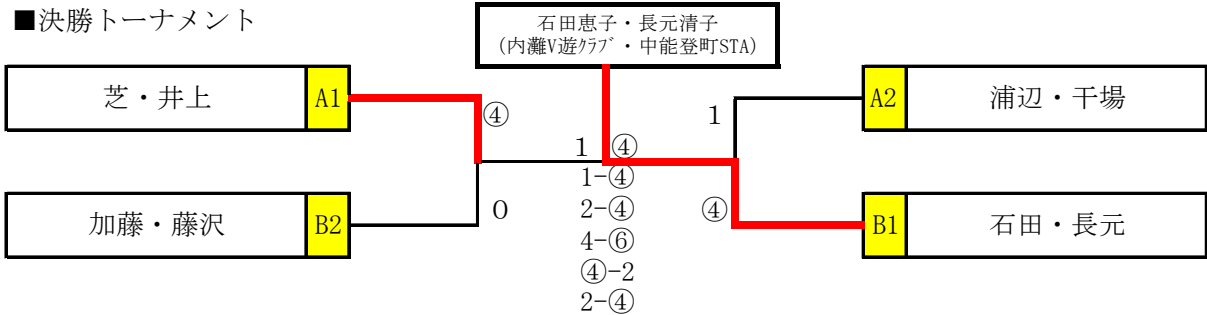 ■決勝トーナメント
石田恵子・長元清子
(内灘V遊ｸﾗﾌﾞ・中能登町STA)
芝・井上 A1
A2 浦辺・干場
④
1
1 ④
1-④
2-④
4-⑥
④-2
2-④
加藤・藤沢 B2
0
④
B1 石田・長元